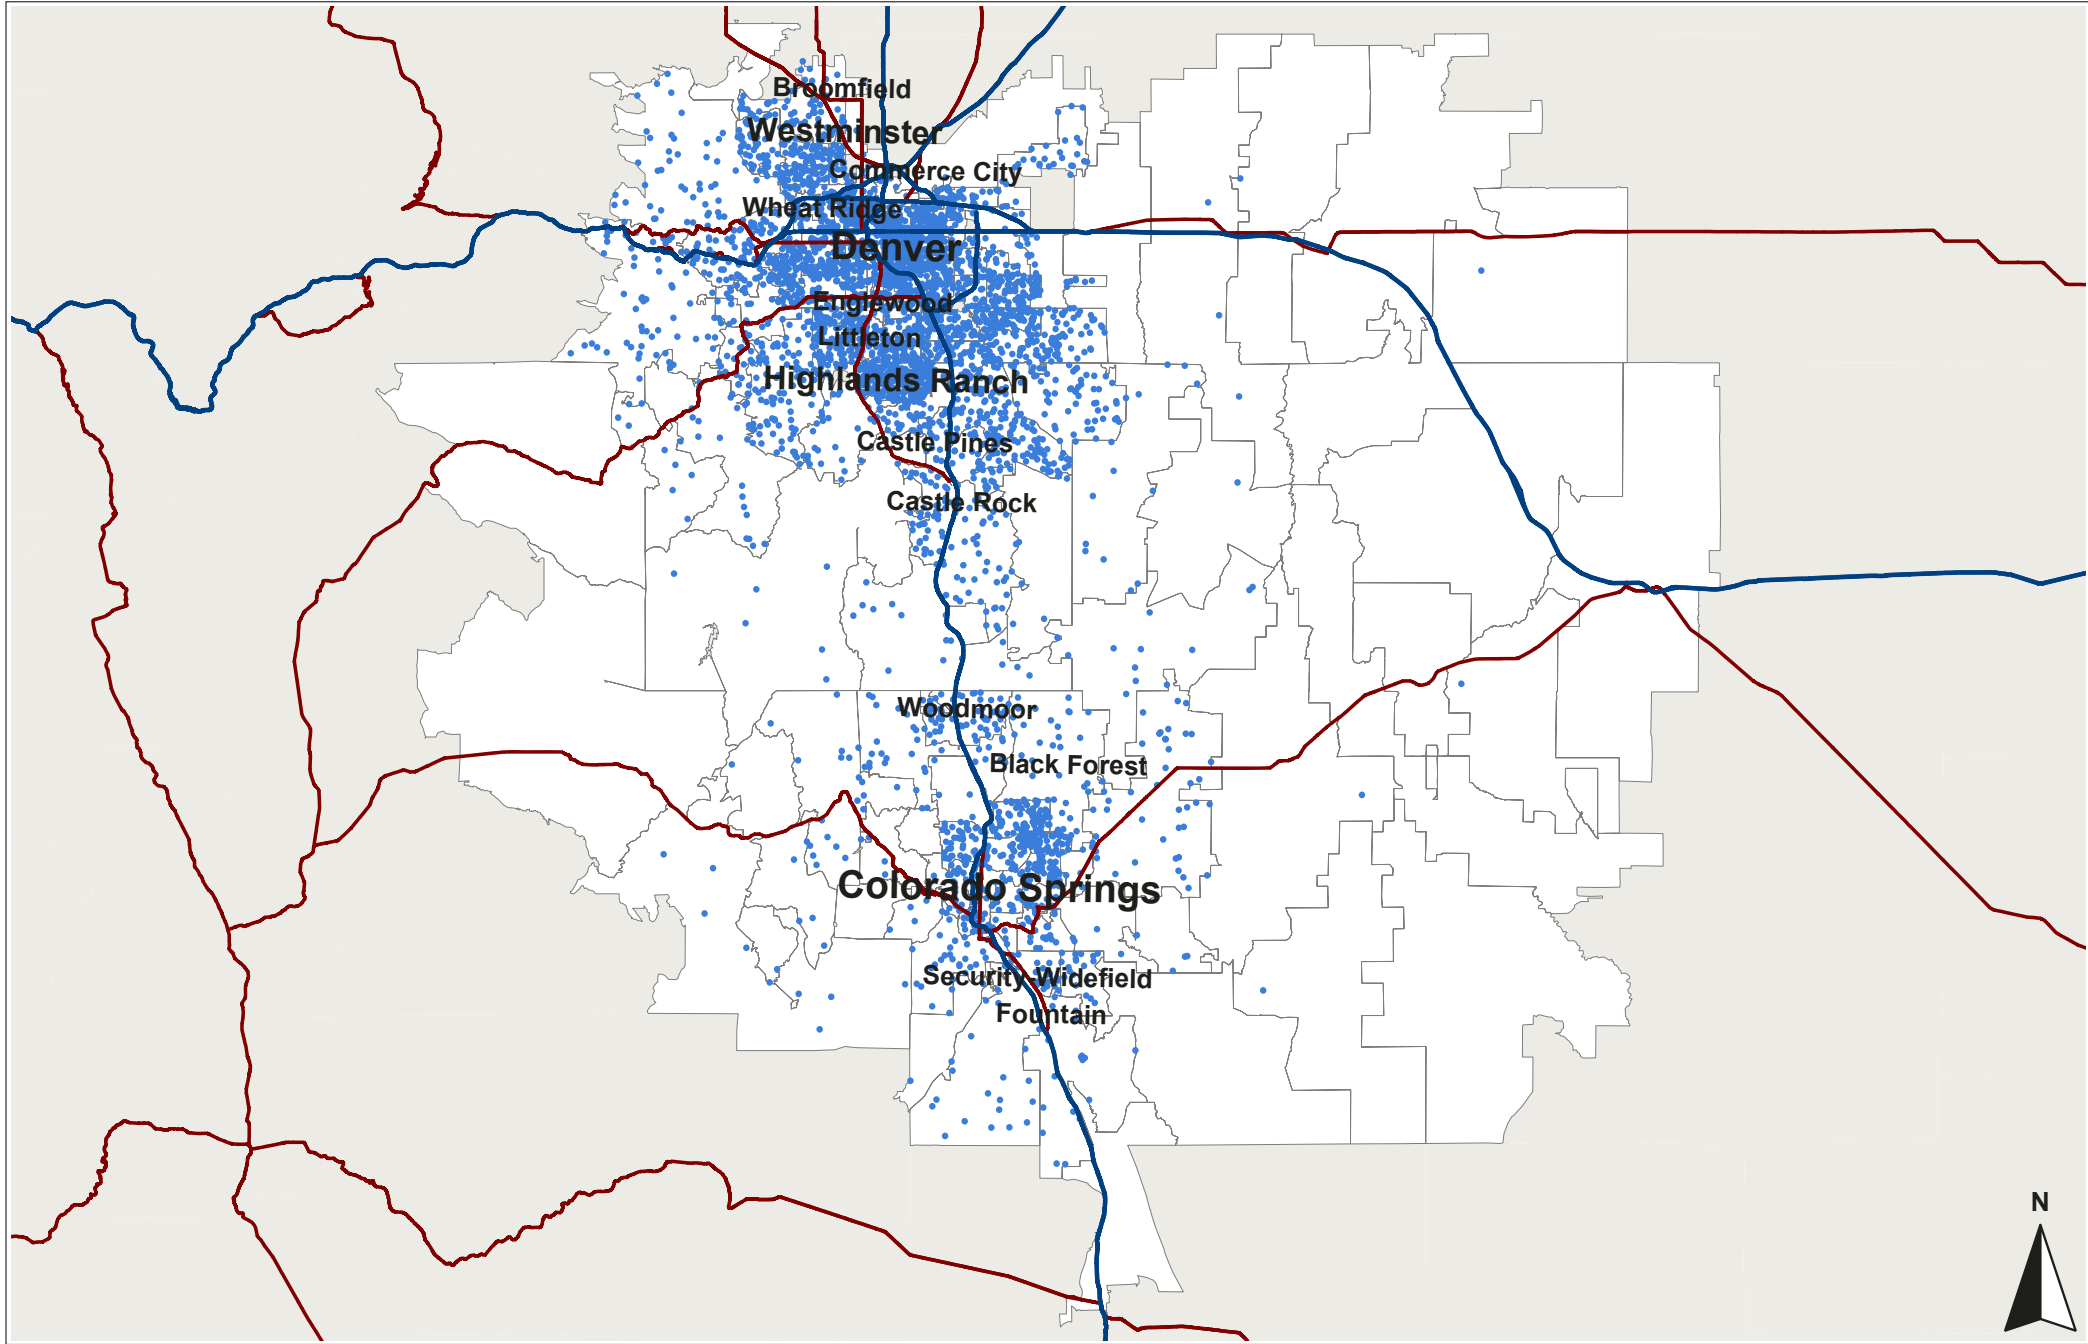 Broomfield
Westminster
Commerce City
Wheat Ridge
Denver
Englewood
Littleton
Highlands Ranch
Castle Pines
Castle Rock
Woodmoor
Black Forest
Colorado Springs
Security-Widefield
Fountain
N